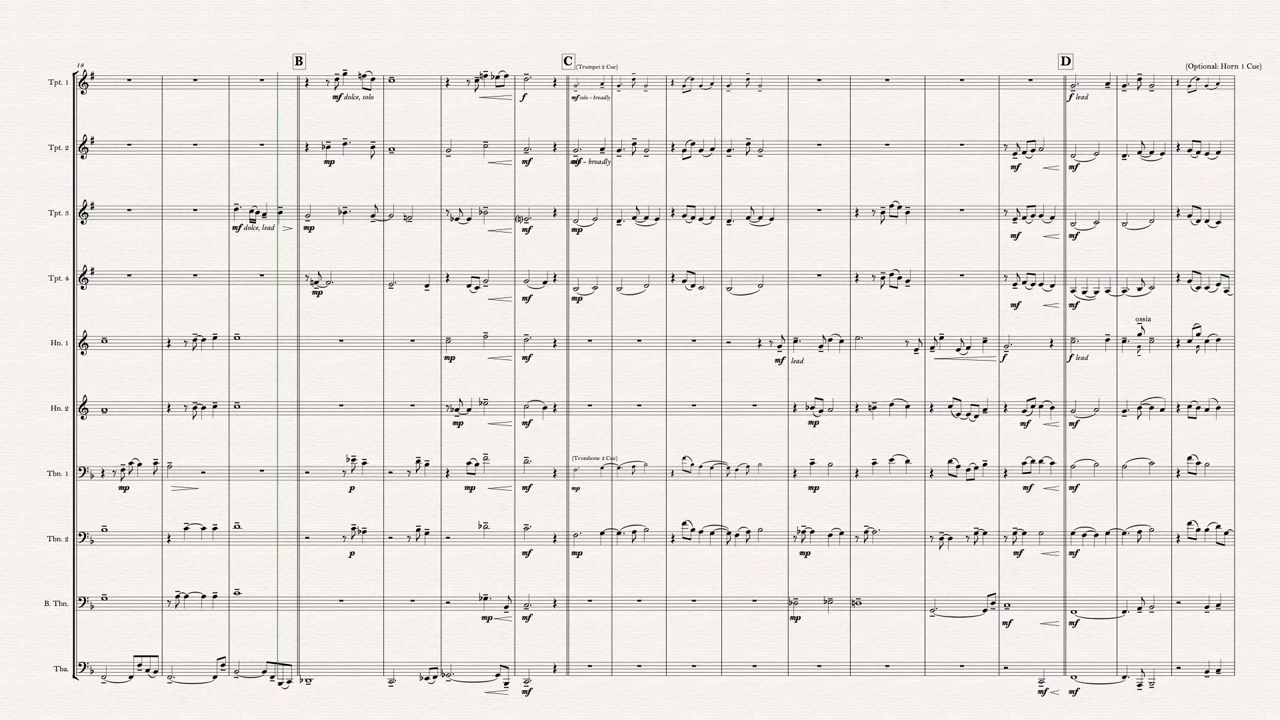 18
B
C
D
(Trumpet 2 Cue)
(Optional: Horn 1 Cue)
Tpt. 1
mf dolce, solo
f
mf solo - broadly
f lead
Tpt. 2
mp
mf
mf - broadly
mf
mf
Tpt. 3
mf dolce, lead
mp
mf
mp
mf
mf
Tpt. 4
mp
mf
mp
mf
mf
ossia
Hn. 1
mp
mf
mf lead
f
f lead
Hn. 2
mp
mf
mp
mf
mf
(Trombone 2 Cue)
Tbn. 1
mp
p
mp
mf
mp
mp
mf
mf
Tbn. 2
p
mf
mp
mp
mf
mf
B. Tbn.
mp
mf
mp
mf
mf
Tba.
mf
mf
mf